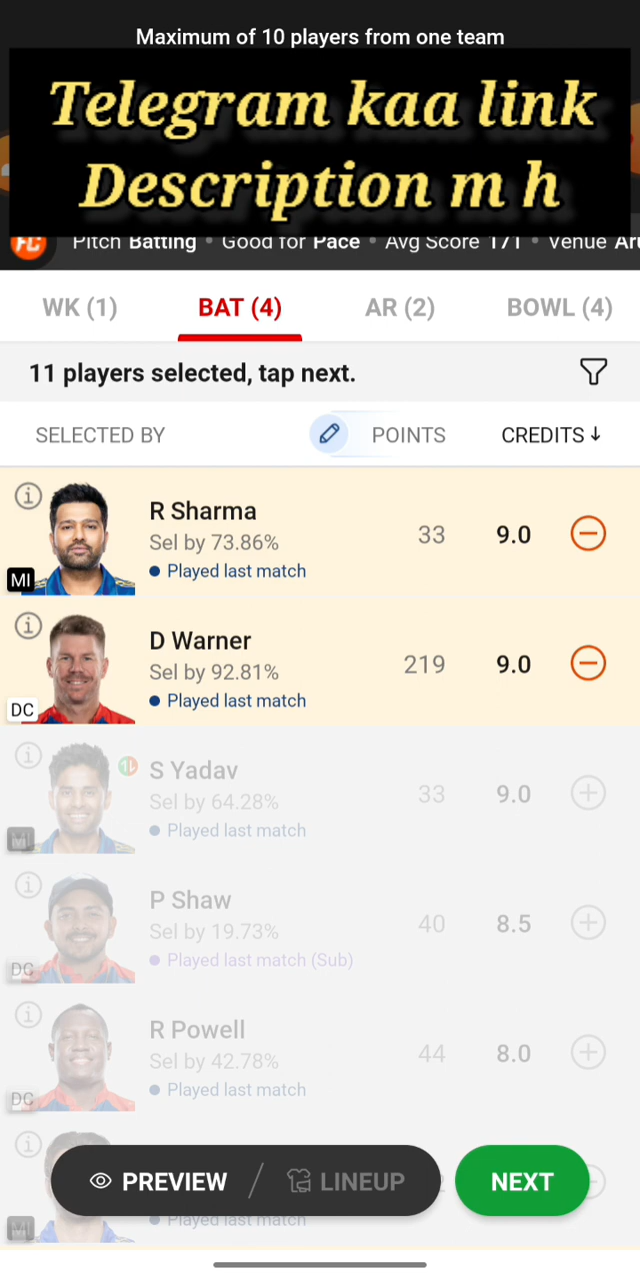 Maximum of 10 players from one team
Telegram kaa link
Description m h
FC Pitch Batting • Good for Pace • Avg Score 171 • Venue
WK (1) BAT (4) AR (2) BOWL (4)
11 players selected, tap next.
SELECTED BY POINTS CREDITS ↓
R Sharma
Sel by 73.86% 33 9.0
MI • Played last match
D Warner
Sel by 92.81% 219 9.0
DC • Played last match
S Yadav
Sel by 64.28% 33 9.0
MI • Played last match
P Shaw
Sel by 19.73% 40 8.5
DC • Played last match (Sub)
R Powell
Sel by 42.78% 44 8.0
DC • Played last match
PREVIEW / LINEUP NEXT
MI • Played last match